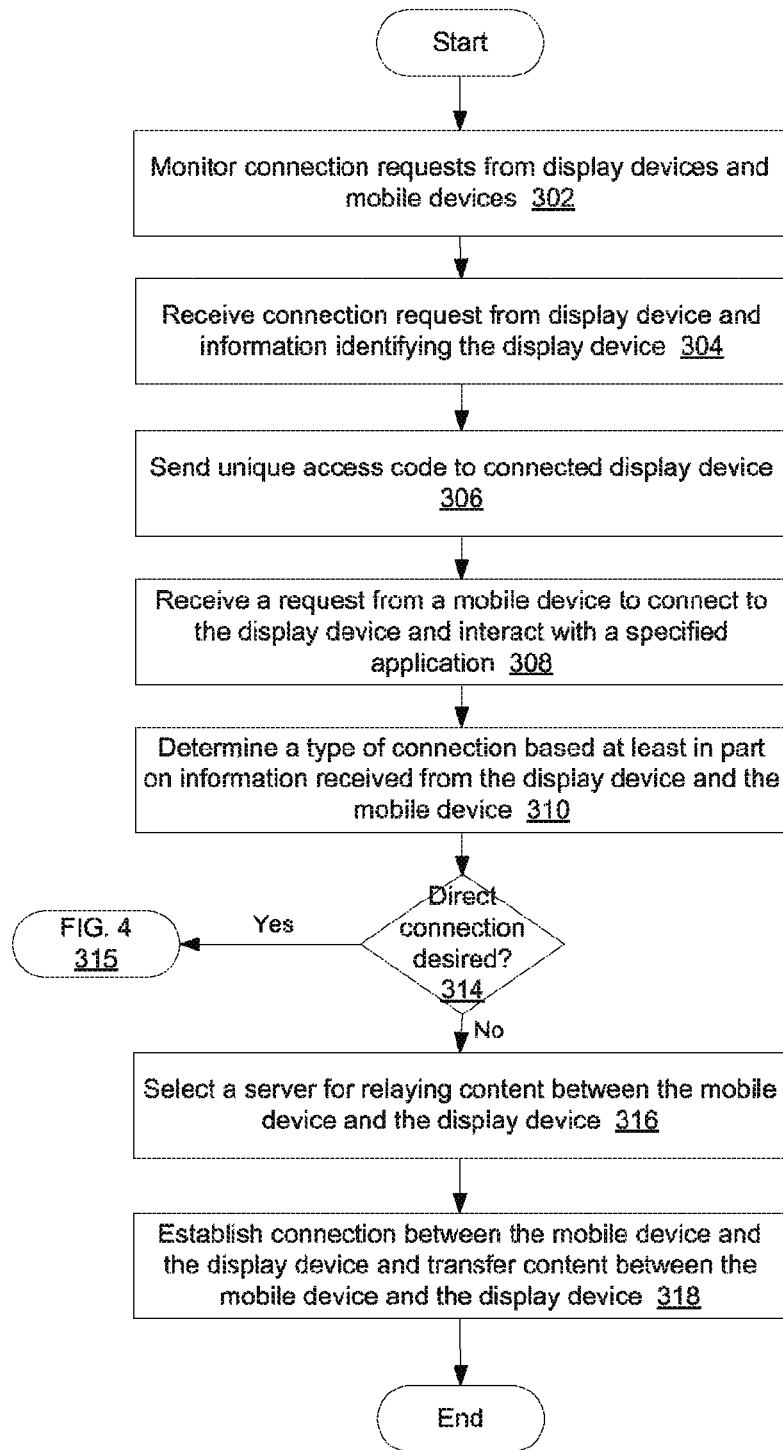 Start
Monitor connection requests from display devices and
mobile devices 302
Receive connection request from display device and
information identifying the display device 304
Send unique access code to connected display device
306
Receive a request from a mobile device to connect to
the display device and interact with a specified
application 308
Determine a type of connection based at least in part
on information received from the display device and the
mobile device 310
Direct
connection
desired?
314
Yes
FIG. 4
315
No
Select a server for relaying content between the mobile
device and the display device 316
Establish connection between the mobile device and
the display device and transfer content between the
mobile device and the display device 318
End